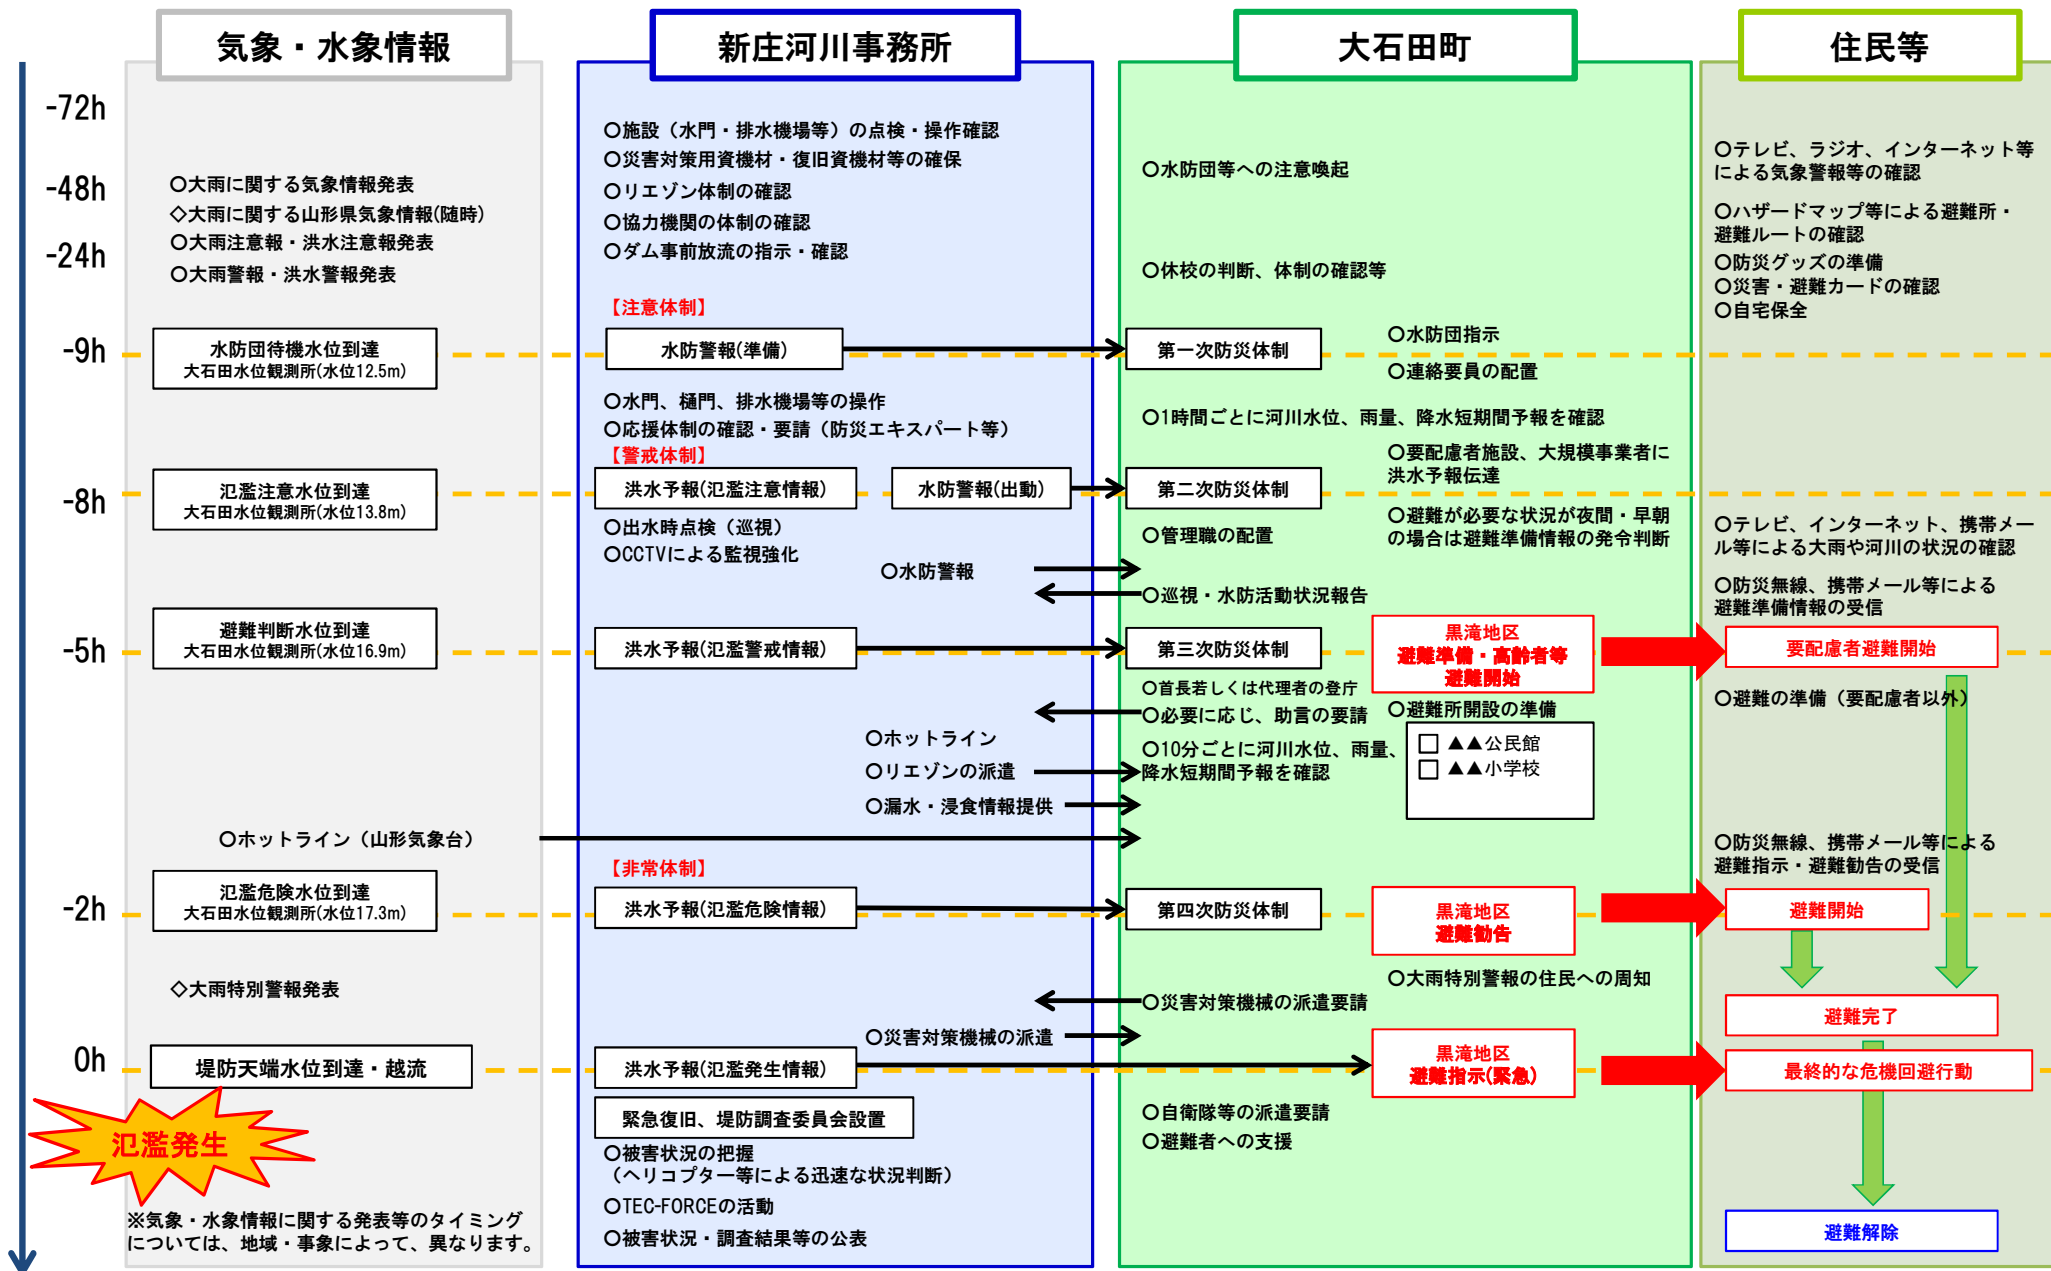 気象・水象情報
新庄河川事務所
大石田町
住民等
-72h
-48h
-24h
-9h
-8h
-5h
-2h
0h
〇大雨に関する気象情報発表
◇大雨に関する山形県気象情報(随時)
〇大雨注意報・洪水注意報発表
〇大雨警報・洪水警報発表
水防団待機水位到達
大石田水位観測所(水位12.5m)
氾濫注意水位到達
大石田水位観測所(水位13.8m)
避難判断水位到達
大石田水位観測所(水位16.9m)
〇ホットライン（山形気象台）
氾濫危険水位到達
大石田水位観測所(水位17.3m)
◇大雨特別警報発表
堤防天端水位到達・越流
氾濫発生
※気象・水象情報に関する発表等のタイミング
については、地域・事象によって、異なります。
〇施設（水門・排水機場等）の点検・操作確認
〇災害対策用資機材・復旧資機材等の確保
〇リエゾン体制の確認
〇協力機関の体制の確認
〇ダム事前放流の指示・確認
【注意体制】
水防警報(準備)
〇水門、樋門、排水機場等の操作
〇応援体制の確認・要請（防災エキスパート等）
【警戒体制】
洪水予報(氾濫注意情報)
水防警報(出動)
〇出水時点検（巡視）
〇CCTVによる監視強化
〇水防警報
洪水予報(氾濫警戒情報)
〇ホットライン
〇リエゾンの派遣
〇漏水・浸食情報提供
【非常体制】
洪水予報(氾濫危険情報)
〇災害対策機械の派遣
洪水予報(氾濫発生情報)
緊急復旧、堤防調査委員会設置
〇被害状況の把握
（ヘリコプター等による迅速な状況判断）
〇TEC-FORCEの活動
〇被害状況・調査結果等の公表
〇水防団等への注意喚起
〇休校の判断、体制の確認等
第一次防災体制
〇水防団指示
〇連絡要員の配置
〇1時間ごとに河川水位、雨量、降水短期間予報を確認
〇要配慮者施設、大規模事業者に
洪水予報伝達
第二次防災体制
〇管理職の配置
〇避難が必要な状況が夜間・早朝
の場合は避難準備情報の発令判断
〇巡視・水防活動状況報告
第三次防災体制
黒滝地区
避難準備・高齢者等
避難開始
〇首長若しくは代理者の登庁
〇必要に応じ、助言の要請
〇避難所開設の準備
〇10分ごとに河川水位、雨量、
降水短期間予報を確認
□ ▲▲公民館
□ ▲▲小学校
第四次防災体制
黒滝地区
避難勧告
〇大雨特別警報の住民への周知
〇災害対策機械の派遣要請
黒滝地区
避難指示(緊急)
〇自衛隊等の派遣要請
〇避難者への支援
〇テレビ、ラジオ、インターネット等
による気象警報等の確認
〇ハザードマップ等による避難所・
避難ルートの確認
〇防災グッズの準備
〇災害・避難カードの確認
〇自宅保全
〇テレビ、インターネット、携帯メー
ル等による大雨や河川の状況の確認
〇防災無線、携帯メール等による
避難準備情報の受信
要配慮者避難開始
〇避難の準備（要配慮者以外）
〇防災無線、携帯メール等による
避難指示・避難勧告の受信
避難開始
避難完了
最終的な危機回避行動
避難解除